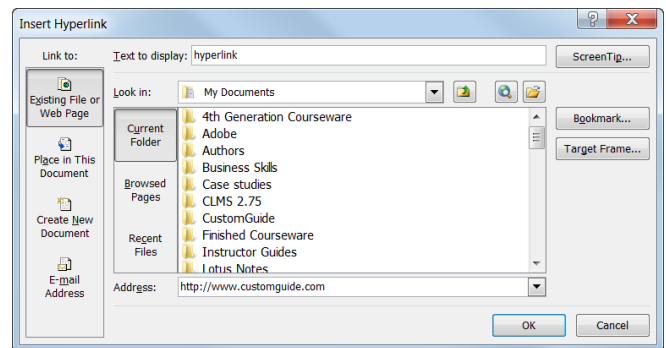 Insert Hyperlink
Link to:
Text to display: hyperlink
ScreenTip...
Existing File or
Web Page
Look in: My Documents
Bookmark...
Target Frame...
Current
Folder
4th Generation Courseware
Adobe
Authors
Business Skills
Case studies
CLMS 2.75
CustomGuide
Finished Courseware
Instructor Guides
Lotus Notes
Place in This
Document
Browsed
Pages
Create New
Document
Recent
Files
E-mail
Address
Address: http://www.customguide.com
OK
Cancel